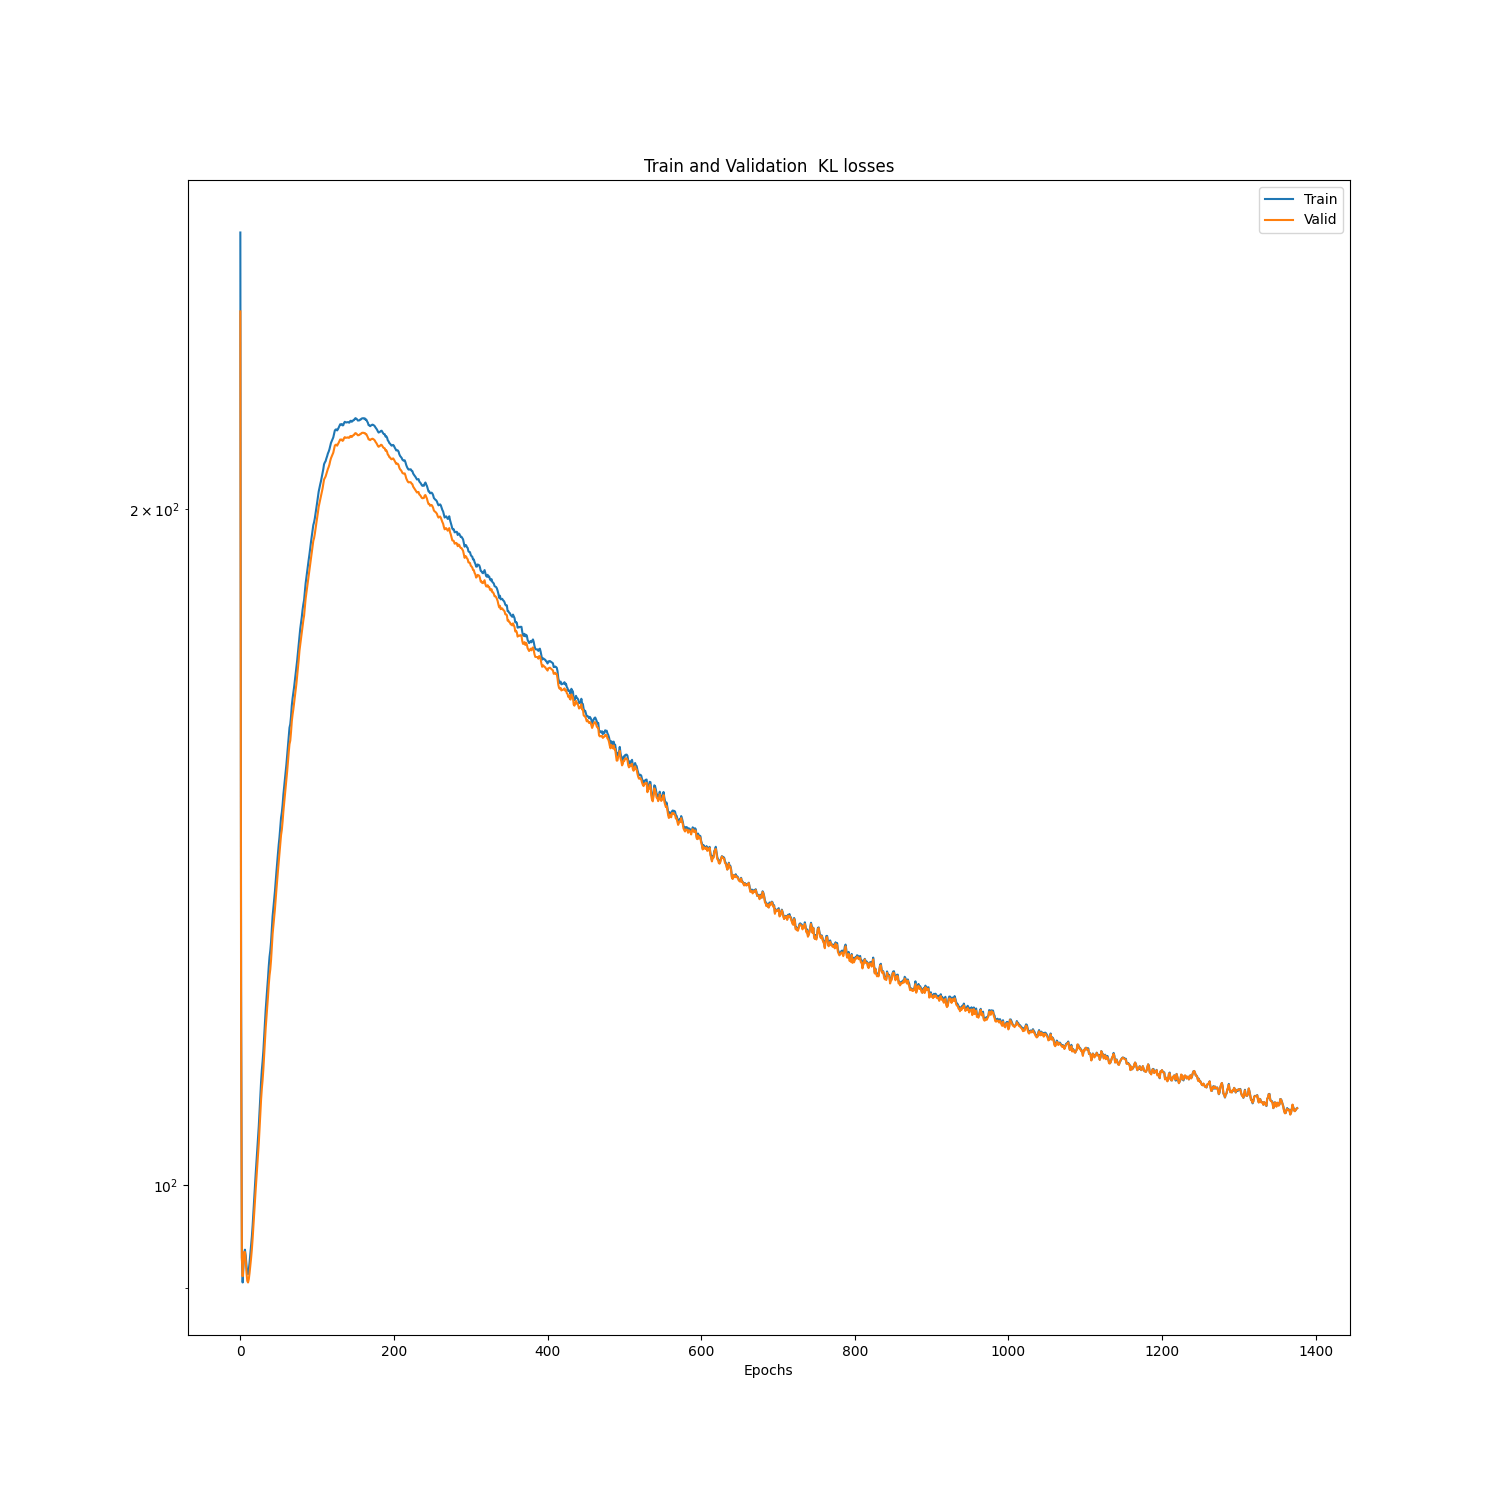 Train and Validation  KL losses
Train
Valid
2 × 10²
10²
0 200 400 600 800 1000 1200 1400
Epochs